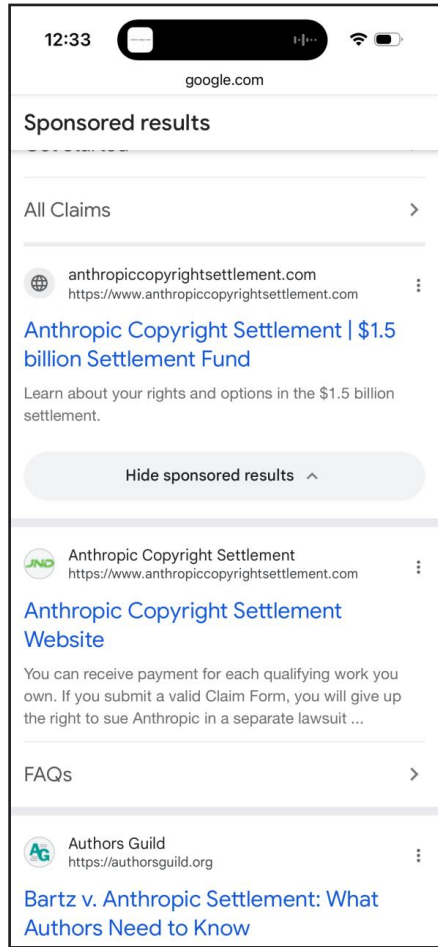 12:33
google.com
Sponsored results
All Claims
anthropiccopyrightsettlement.com
https://www.anthropiccopyrightsettlement.com
Anthropic Copyright Settlement | $1.5
billion Settlement Fund
Learn about your rights and options in the $1.5 billion
settlement.
Hide sponsored results
JND
Anthropic Copyright Settlement
https://www.anthropiccopyrightsettlement.com
Anthropic Copyright Settlement
Website
You can receive payment for each qualifying work you
own. If you submit a valid Claim Form, you will give up
the right to sue Anthropic in a separate lawsuit ...
FAQs
AG
Authors Guild
https://authorsguild.org
Bartz v. Anthropic Settlement: What
Authors Need to Know